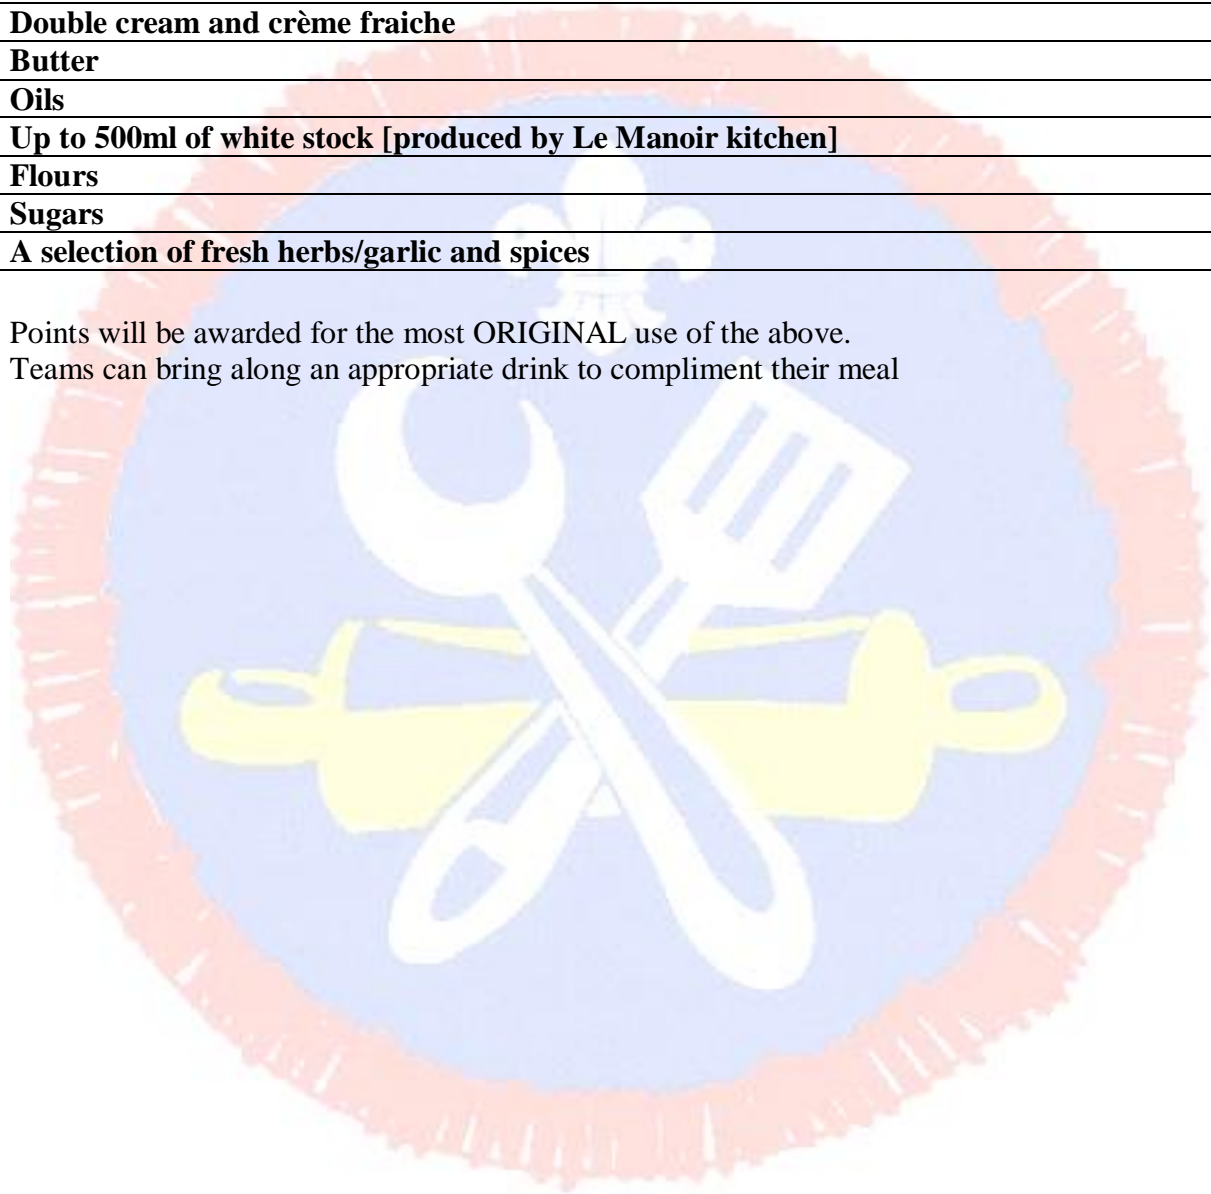 Double cream and crème fraiche
Butter
Oils
Up to 500ml of white stock [produced by Le Manoir kitchen]
Flours
Sugars
A selection of fresh herbs/garlic and spices
Points will be awarded for the most ORIGINAL use of the above.
Teams can bring along an appropriate drink to compliment their meal